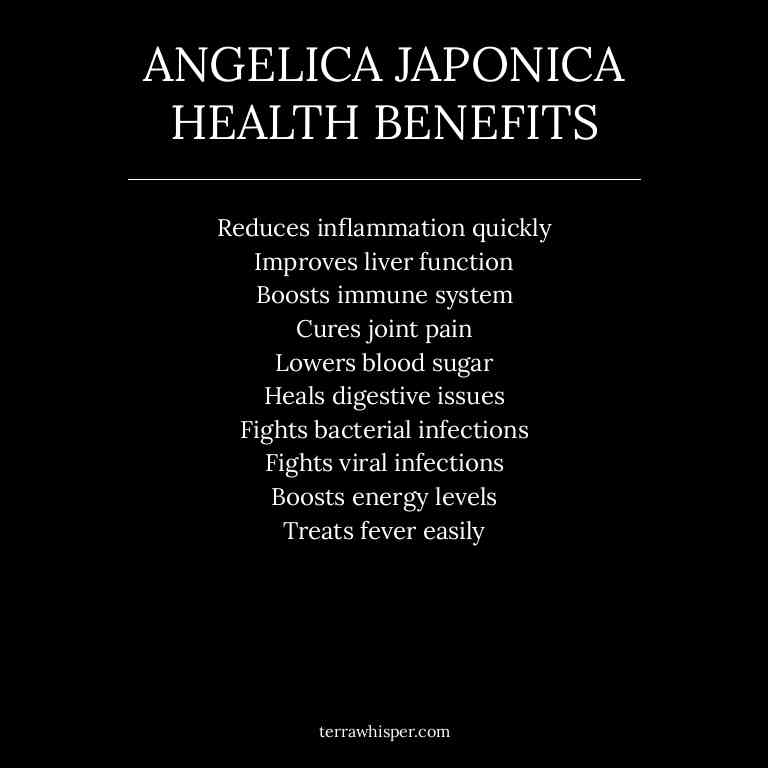 ANGELICA JAPONICA
HEALTH BENEFITS
Reduces inflammation quickly
Improves liver function
Boosts immune system
Cures joint pain
Lowers blood sugar
Heals digestive issues
Fights bacterial infections
Fights viral infections
Boosts energy levels
Treats fever easily
terrawhisper.com